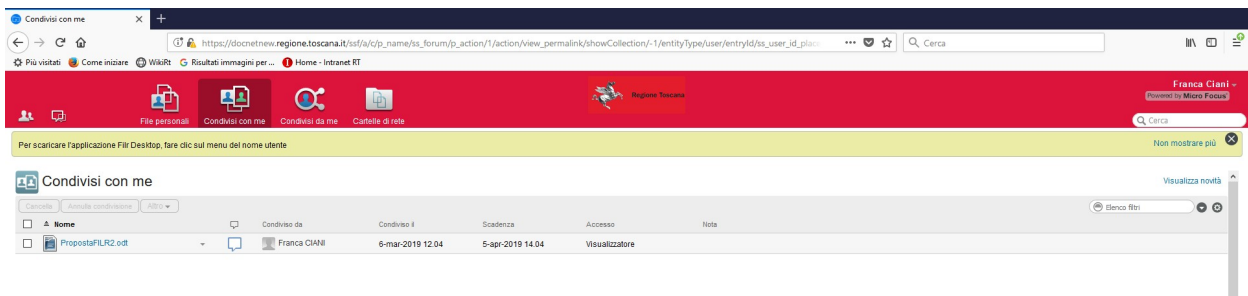 Condivisi con me
https://docnetnew.regione.toscana.it/ssf/a/c/p_name/ss_forum/p_action/1/action/view_permalink/showCollection/-1/entityType/user/entryId/ss_user_id_place
Cerca
Più visitati Come iniziare WikiRt Risultati immagini per ... Home - Intranet RT
Franca Ciani
Powered by Micro Focus
Regione Toscana
File personali Condivisi con me Condivisi da me Cartelle di rete
Cerca
Per scaricare l'applicazione Filr Desktop, fare clic sul menu del nome utente
Non mostrare più
Condivisi con me
Visualizza novità
Cancella Annulla condivisione Altro
Elenco filtri
Nome Condiviso da Condiviso il Scadenza Accesso Nota
PropostaFILR2.odt Franca CIANI 6-mar-2019 12.04 5-apr-2019 14.04 Visualizzatore